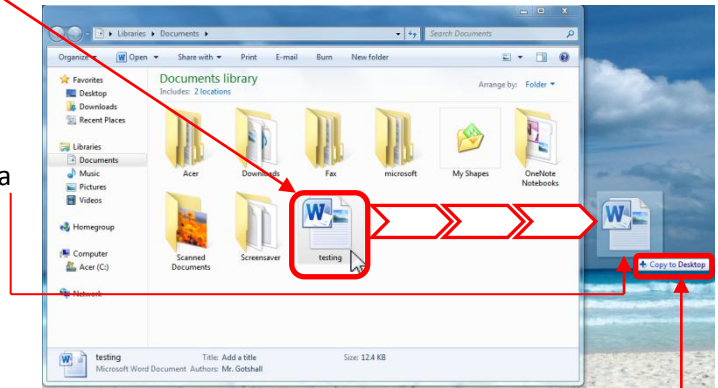 Libraries Documents Search Documents
Organize Open Share with Print E-mail Burn New folder
Favorites
Desktop
Downloads
Recent Places
Libraries
Documents
Music
Pictures
Videos
Homegroup
Computer
Acer (C:)
Network
Documents library
Includes: 2 locations
Arrange by: Folder
Acer
Downloads
Fax
microsoft
My Shapes
OneNote
Notebooks
Scanned
Documents
Screensaver
testing
a
Copy to Desktop
testing Title: Add a title Size: 12.4 KB
Microsoft Word Document Authors: Mr. Gotshall